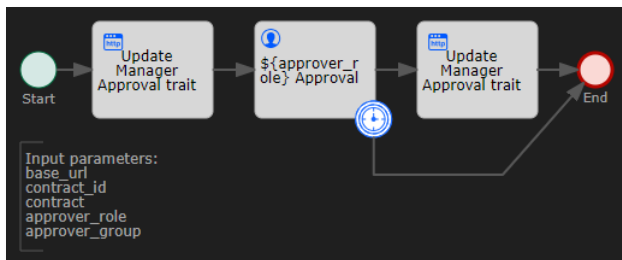 http
Update
Manager
Approval trait
${approver_r
ole} Approval
http
Update
Manager
Approval trait
Start
End
Input parameters:
base_url
contract_id
contract
approver_role
approver_group